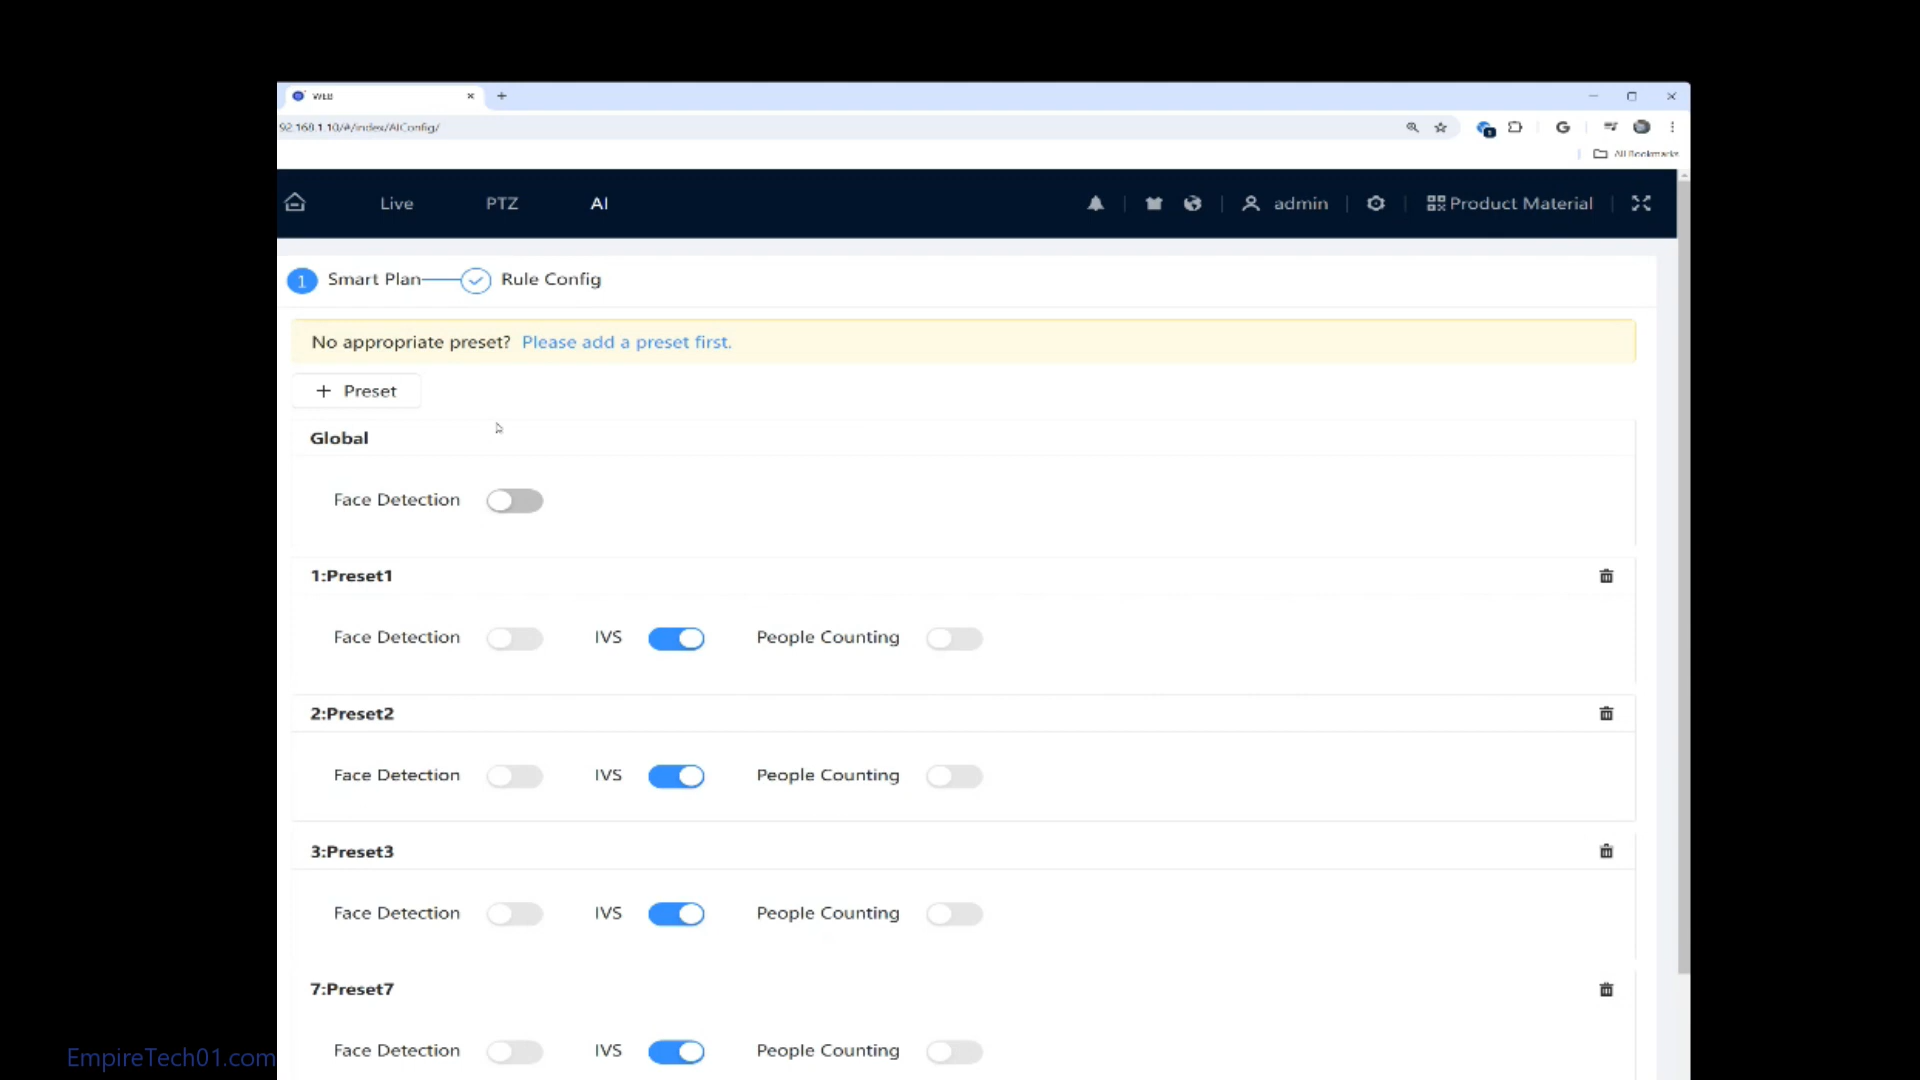 WEB
92.168.1.10/#/index/AIConfig/
All Bookmarks
Live PTZ AI admin Product Material
1 Smart Plan Rule Config
No appropriate preset? Please add a preset first.
+ Preset
Global
Face Detection
1:Preset1
Face Detection IVS People Counting
2:Preset2
Face Detection IVS People Counting
3:Preset3
Face Detection IVS People Counting
7:Preset7
Face Detection IVS People Counting
EmpireTech01.com